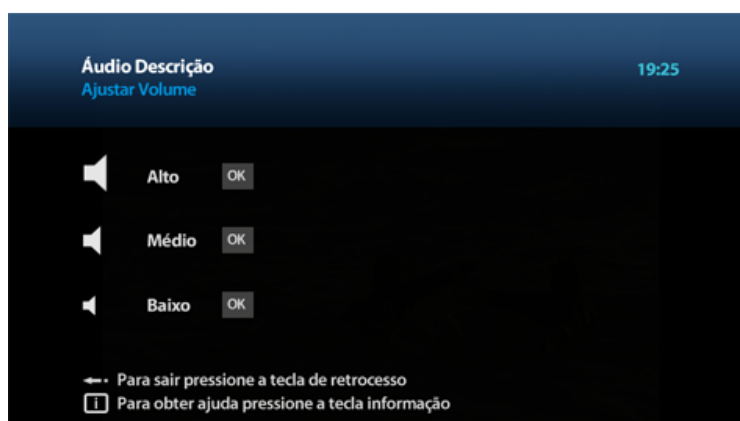 Áudio Descrição
19:25
Ajustar Volume
Alto OK
Médio OK
Baixo OK
Para sair pressione a tecla de retrocesso
i Para obter ajuda pressione a tecla informação